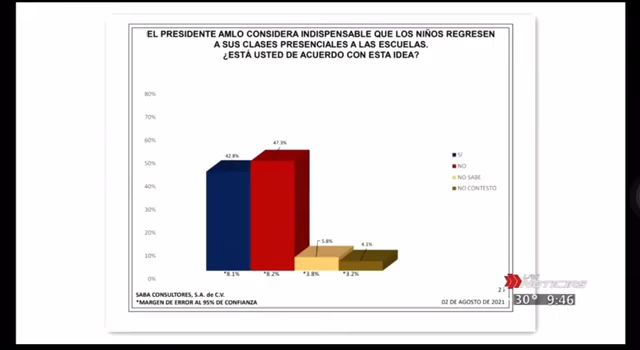 EL PRESIDENTE AMLO CONSIDERA INDISPENSABLE QUE LOS NIÑOS REGRESEN
A SUS CLASES PRESENCIALES A LAS ESCUELAS.
¿ESTÁ USTED DE ACUERDO CON ESTA IDEA?
80%
70%
60%
50%
40%
30%
20%
10%
0%
42.8%
47.3%
5.8%
4.1%
*8.1%
*8.2%
*3.8%
*3.2%
SI
NO
NO SABE
NO CONTESTÓ
SABA CONSULTORES, S.A. de C.V.
*MARGEN DE ERROR AL 95% DE CONFIANZA
02 DE AGOSTO DE 2021
NOTICIAS
30° 9:46